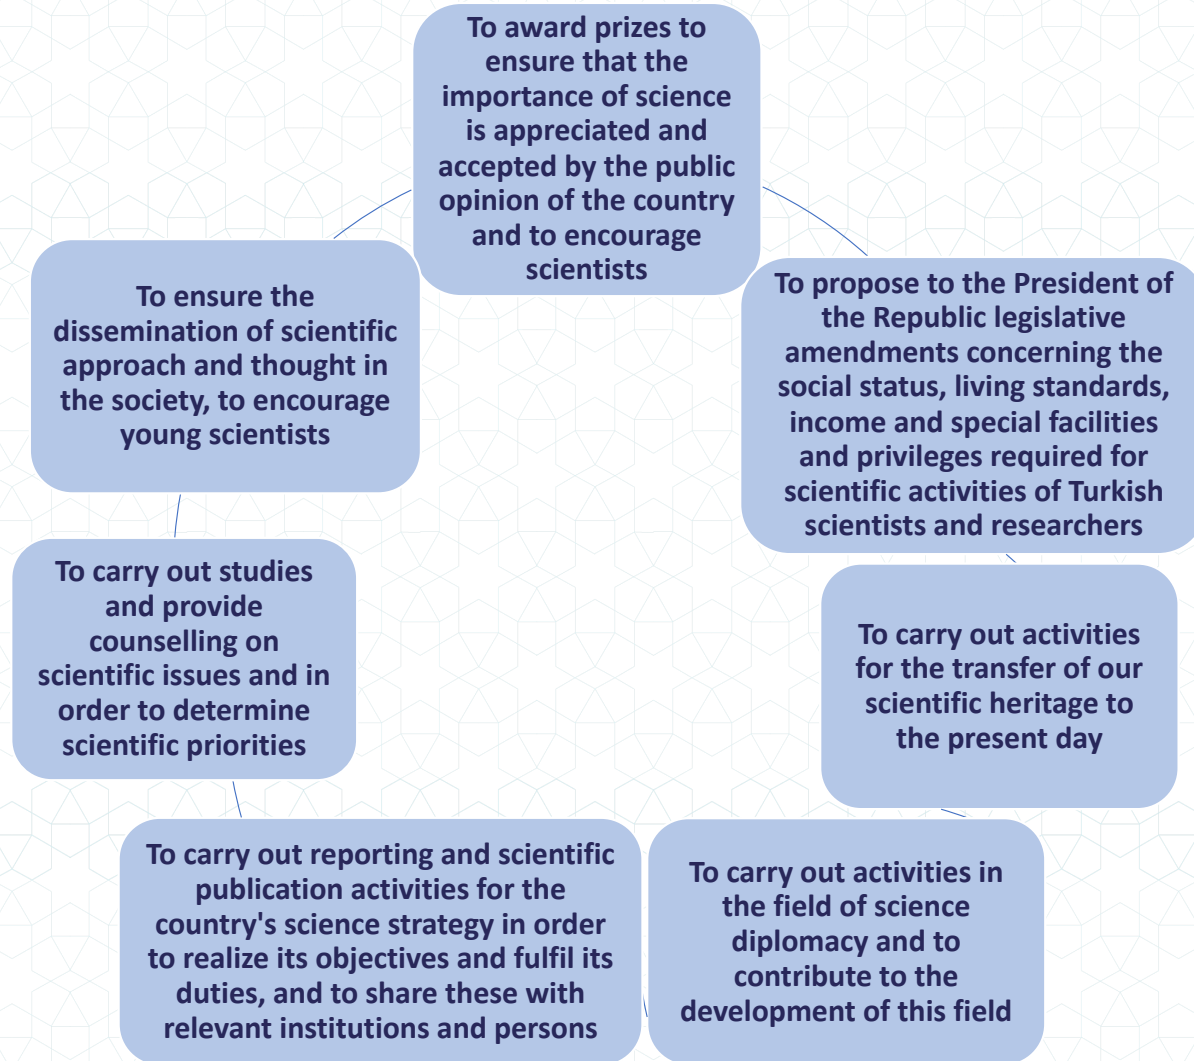 To award prizes to
ensure that the
importance of science
is appreciated and
accepted by the public
opinion of the country
and to encourage
scientists
To propose to the President of
the Republic legislative
amendments concerning the
social status, living standards,
income and special facilities
and privileges required for
scientific activities of Turkish
scientists and researchers
To carry out activities
for the transfer of our
scientific heritage to
the present day
To carry out activities in
the field of science
diplomacy and to
contribute to the
development of this field
To carry out reporting and scientific
publication activities for the
country's science strategy in order
to realize its objectives and fulfil its
duties, and to share these with
relevant institutions and persons
To carry out studies
and provide
counselling on
scientific issues and in
order to determine
scientific priorities
To ensure the
dissemination of scientific
approach and thought in
the society, to encourage
young scientists